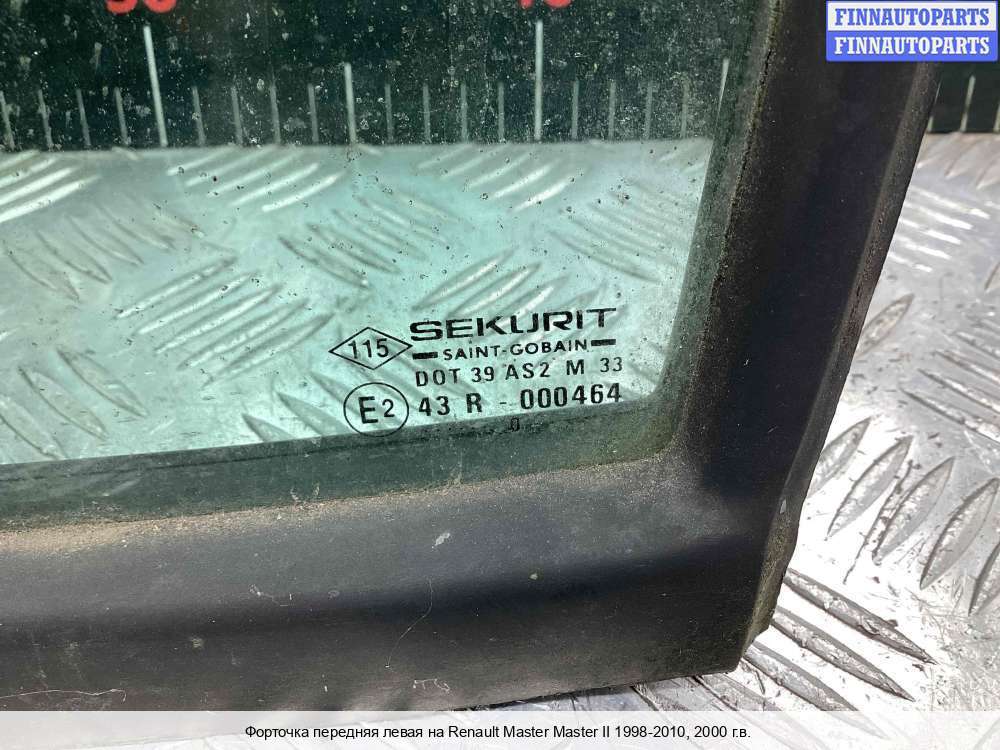 FINNAUTOPARTS
FINNAUTOPARTS
115
SEKURIT
SAINT-GOBAIN
DOT 39 AS2 M 33
E2 43 R - 000464
0
Форточка передняя левая на Renault Master Master II 1998-2010, 2000 г.в.